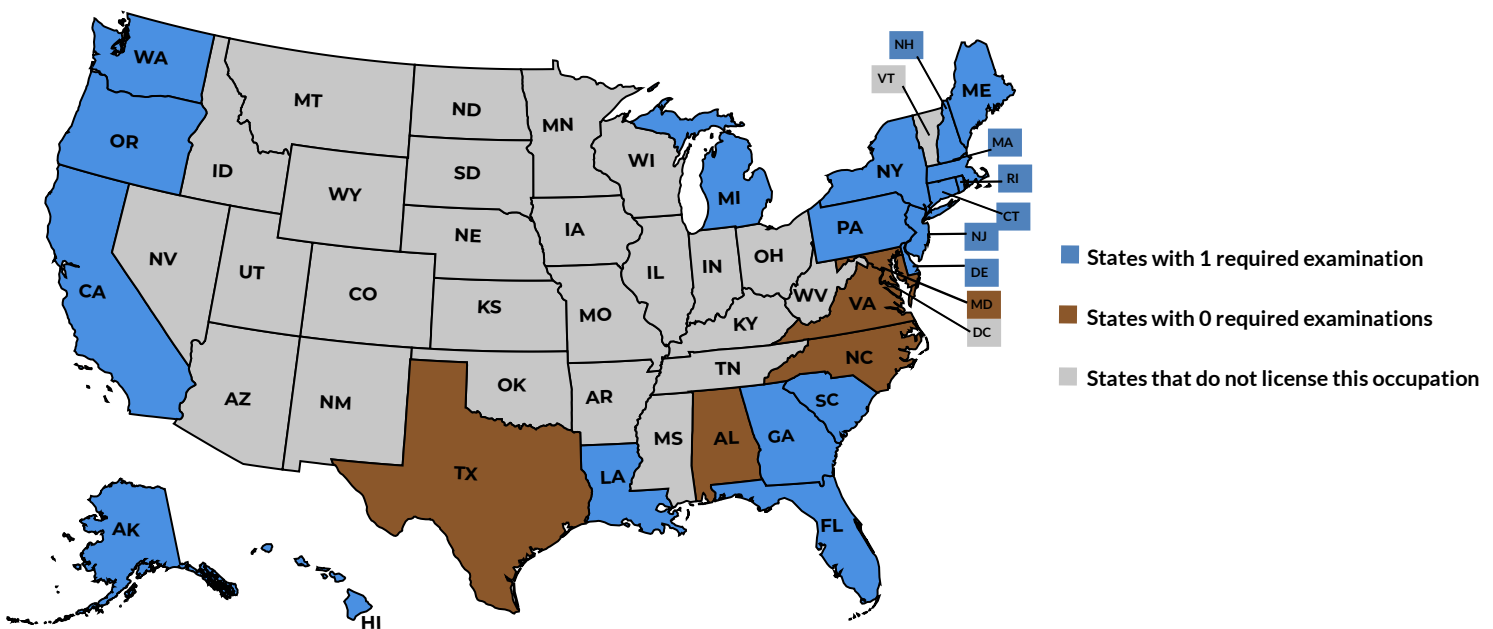 NH
WA
VT
ME
MT
ND
MN
OR
MA
WI
NY
ID
SD
RI
WY
MI
CT
PA
NE
IA
NJ
NV
UT
IL
IN
OH
States with 1 required examination
DE
CA
CO
WV
VA
MD
KS
MO
KY
States with 0 required examinations
DC
NC
TN
States that do not license this occupation
OK
AZ
NM
AR
SC
MS
AL
GA
TX
LA
AK
FL
HI